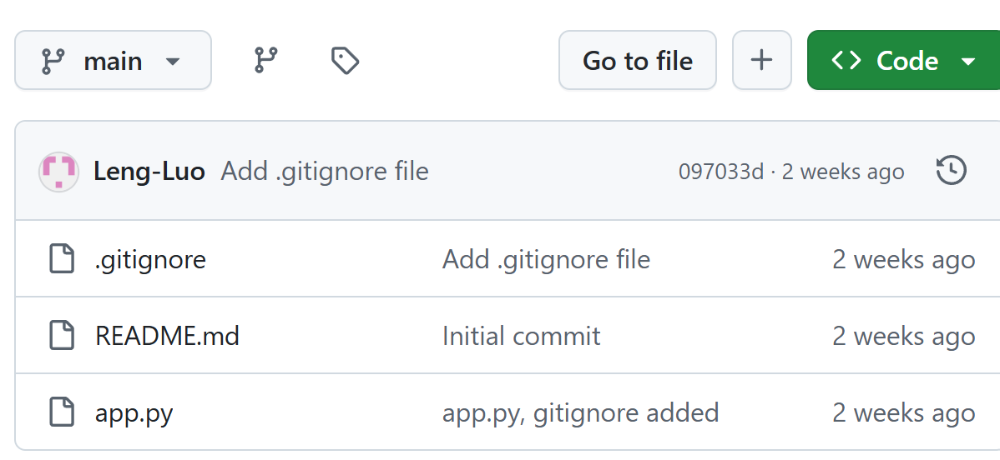 main Go to file Code
Leng-Luo Add .gitignore file 097033d · 2 weeks ago
.gitignore Add .gitignore file 2 weeks ago
README.md Initial commit 2 weeks ago
app.py app.py, gitignore added 2 weeks ago